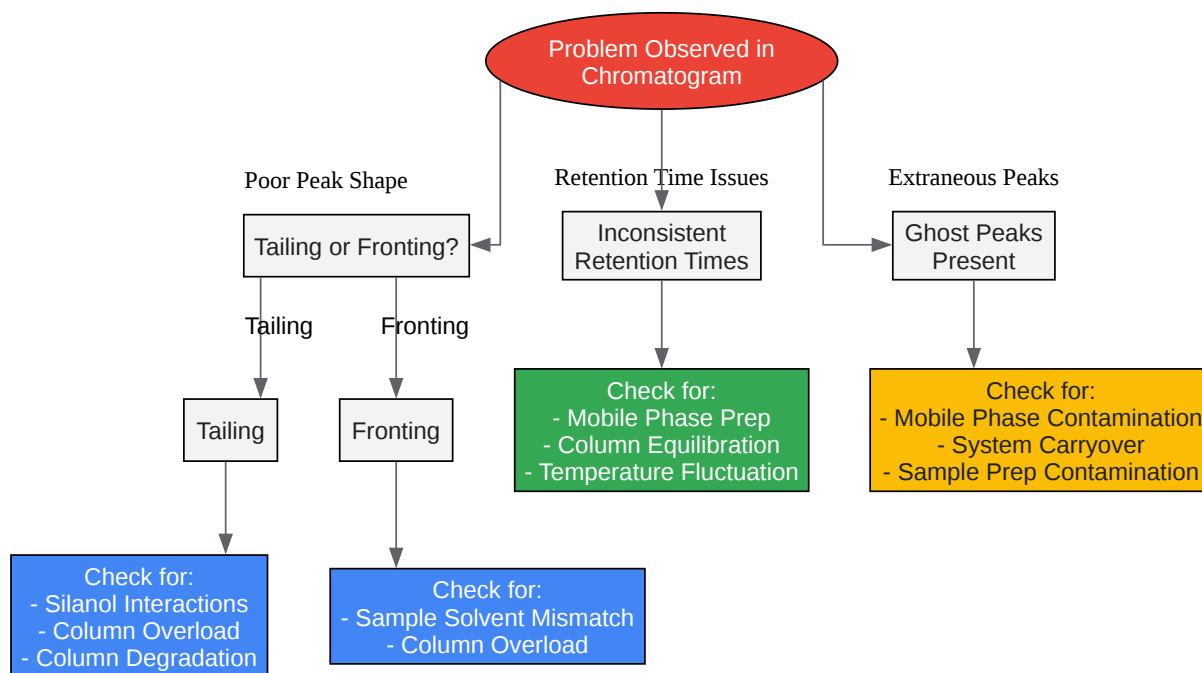 Problem Observed in
Chromatogram
Poor Peak Shape
Retention Time Issues
Extraneous Peaks
Tailing or Fronting?
Inconsistent
Retention Times
Ghost Peaks
Present
Tailing
Fronting
Check for:
- Mobile Phase Prep
- Column Equilibration
- Temperature Fluctuation
Check for:
- Mobile Phase Contamination
- System Carryover
- Sample Prep Contamination
Tailing
Fronting
Check for:
- Silanol Interactions
- Column Overload
- Column Degradation
Check for:
- Sample Solvent Mismatch
- Column Overload